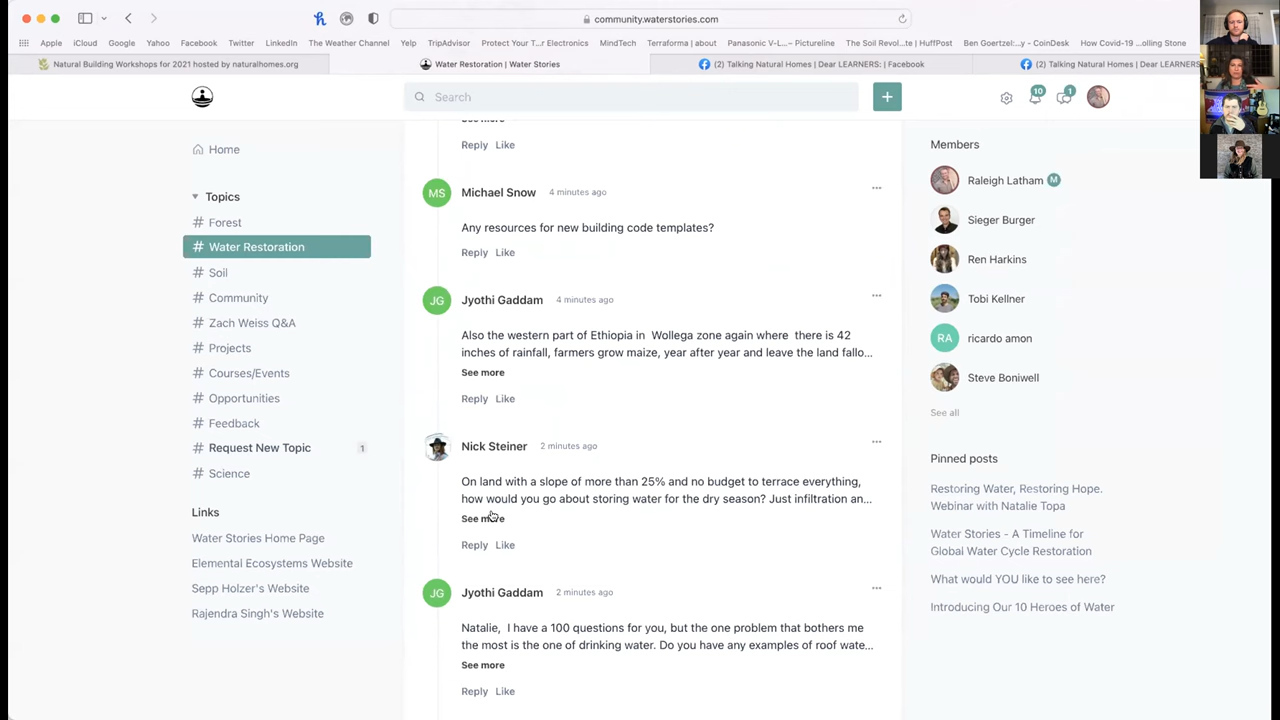 community.waterstories.com
Apple iCloud Google Yahoo Facebook Twitter LinkedIn The Weather Channel Yelp TripAdvisor Protect Your T...r Electronics MindTech Terraforma | about Panasonic V-L...– Pictureline The Soil Revol...t | HuffPost Ben Goertzel:...y - CoinDesk How Covid-19 ...olling Stone
Natural Building Workshops for 2021 hosted by naturalhomes.org
Water Restoration | Water Stories
(2) Talking Natural Homes | Dear LEARNERS: | Facebook
(2) Talking Natural Homes | Dear LEARNERS
Search
+
10
1
Home
Topics
# Forest
# Water Restoration
# Soil
# Community
# Zach Weiss Q&A
# Projects
# Courses/Events
# Opportunities
# Feedback
# Request New Topic 1
# Science
Links
Water Stories Home Page
Elemental Ecosystems Website
Sepp Holzer's Website
Rajendra Singh's Website
See more
Reply Like
MS
Michael Snow 4 minutes ago
Any resources for new building code templates?
Reply Like
JG
Jyothi Gaddam 4 minutes ago
Also the western part of Ethiopia in Wollega zone again where there is 42
inches of rainfall, farmers grow maize, year after year and leave the land fallo...
See more
Reply Like
Nick Steiner 2 minutes ago
On land with a slope of more than 25% and no budget to terrace everything,
how would you go about storing water for the dry season? Just infiltration an...
See more
Reply Like
JG
Jyothi Gaddam 2 minutes ago
Natalie, I have a 100 questions for you, but the one problem that bothers me
the most is the one of drinking water. Do you have any examples of roof wate...
See more
Reply Like
Members
Raleigh Latham M
Sieger Burger
Ren Harkins
Tobi Kellner
RA
ricardo amon
Steve Boniwell
See all
Pinned posts
Restoring Water, Restoring Hope.
Webinar with Natalie Topa
Water Stories - A Timeline for
Global Water Cycle Restoration
What would YOU like to see here?
Introducing Our 10 Heroes of Water